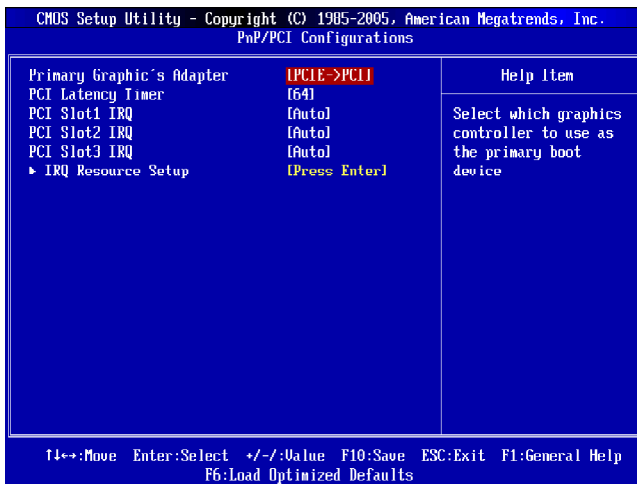 CMOS Setup Utility - Copyright (C) 1985-2005, American Megatrends, Inc.
PnP/PCI Configurations
Primary Graphic's Adapter [PCIE->PCI]
PCI Latency Timer [64]
PCI Slot1 IRQ [Auto]
PCI Slot2 IRQ [Auto]
PCI Slot3 IRQ [Auto]
► IRQ Resource Setup [Press Enter]
Help Item
Select which graphics
controller to use as
the primary boot
device
↑↓←→:Move Enter:Select +/-/:Value F10:Save ESC:Exit F1:General Help
F6:Load Optimized Defaults